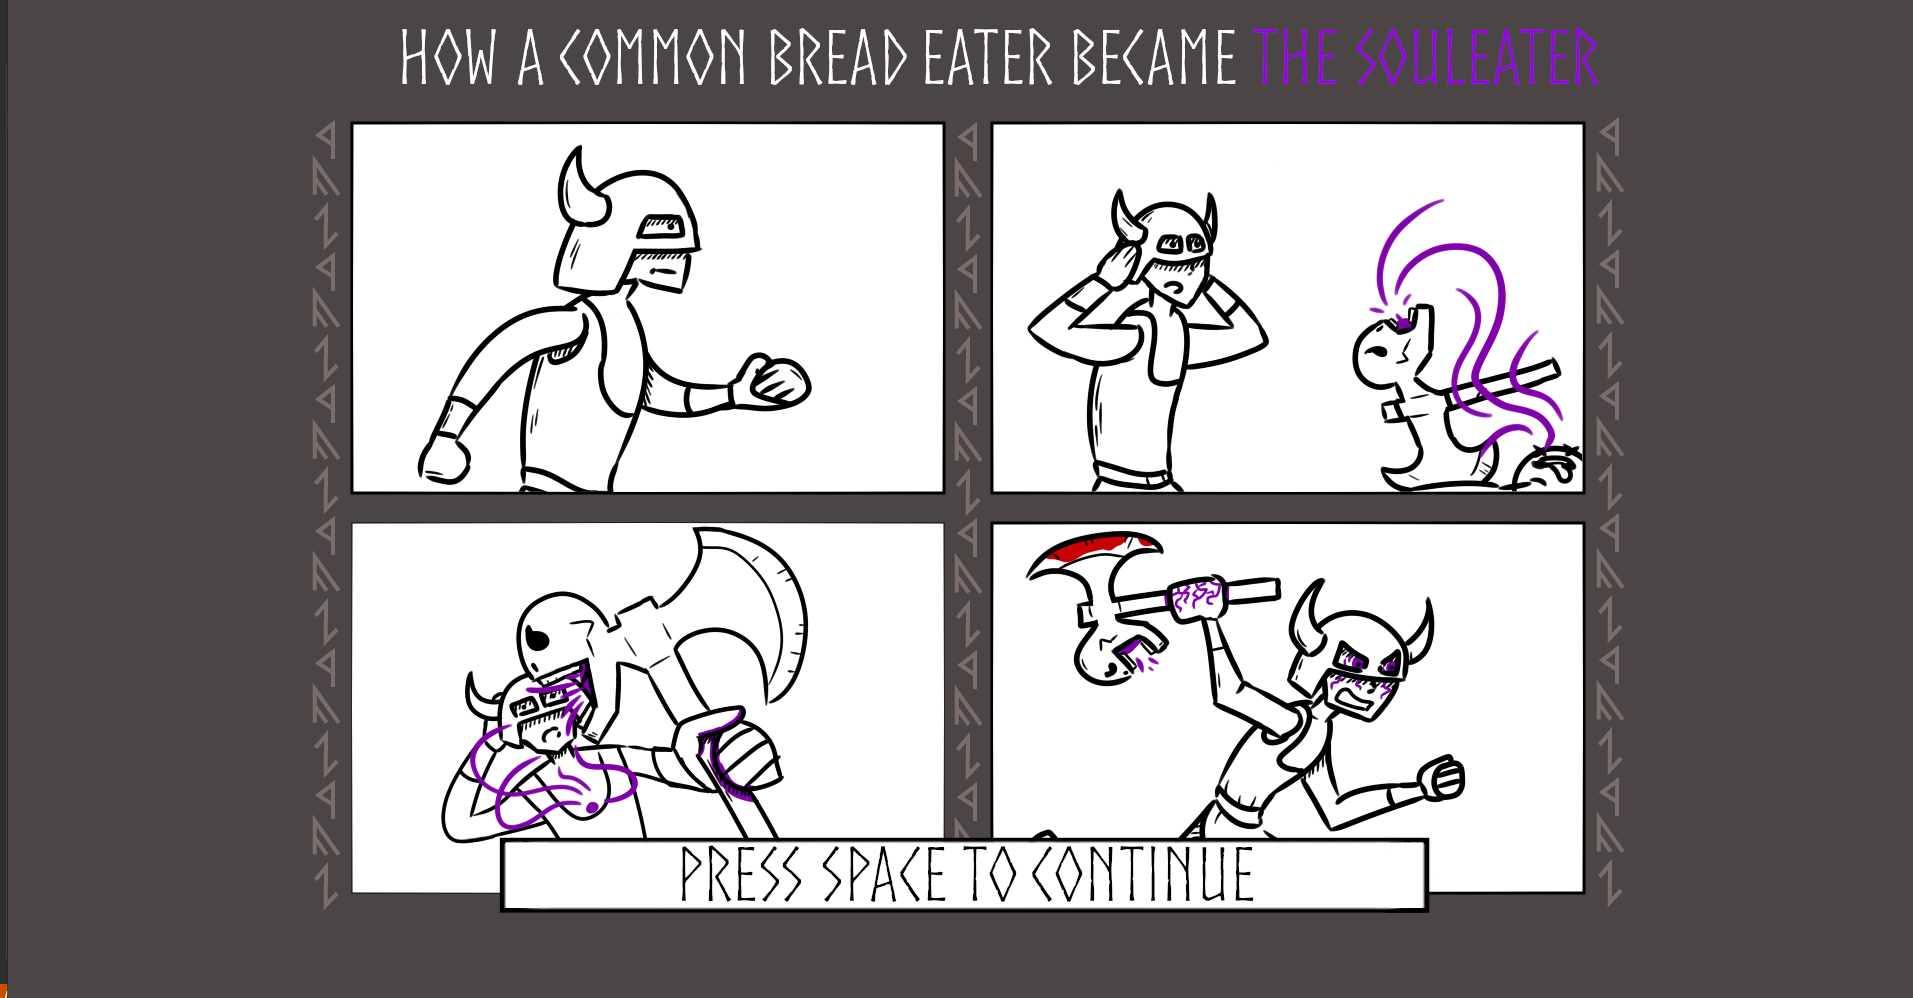 HOW A COMMON BREAD EATER BECAME THE SOULEATER
PRESS SPACE TO CONTINUE